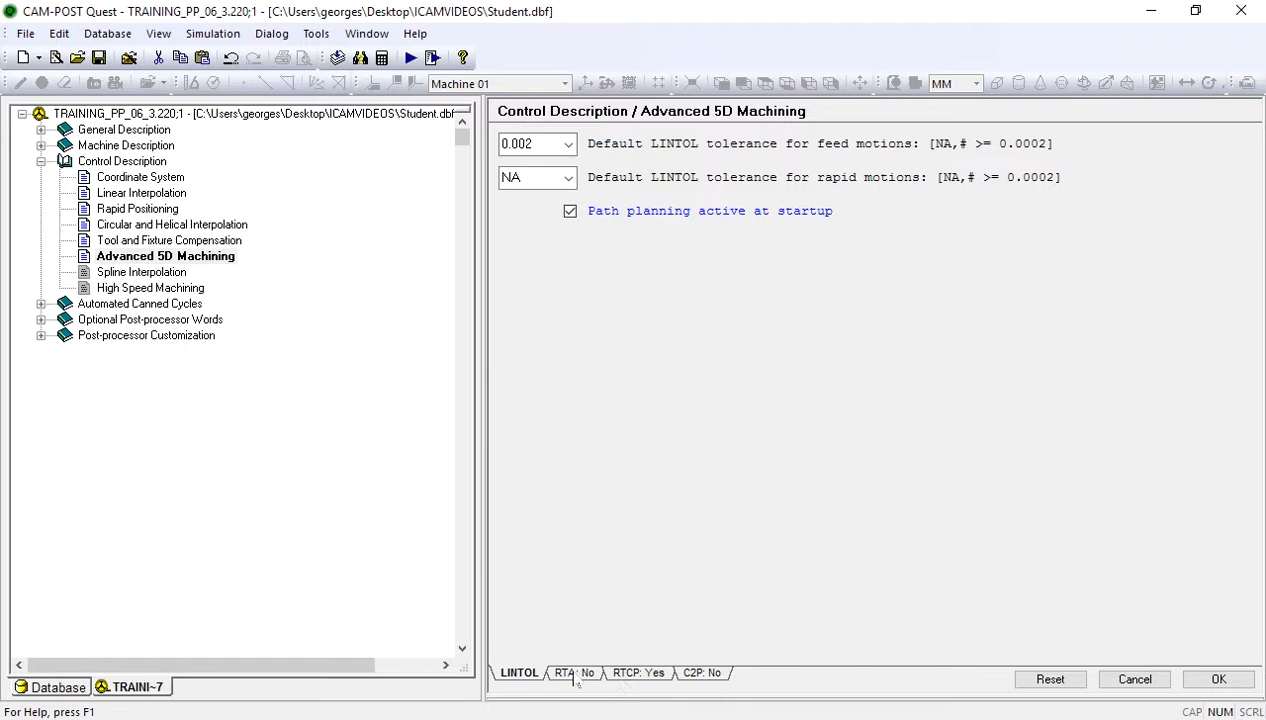 CAM-POST Quest - TRAINING_PP_06_3.220;1 - [C:\Users\georges\Desktop\ICAMVIDEOS\Student.dbf]
File Edit Database View Simulation Dialog Tools Window Help
Machine 01
MM
TRAINING_PP_06_3.220;1 - [C:\Users\georges\Desktop\ICAMVIDEOS\Student.dbf
General Description
Machine Description
Control Description
Coordinate System
Linear Interpolation
Rapid Positioning
Circular and Helical Interpolation
Tool and Fixture Compensation
Advanced 5D Machining
Spline Interpolation
High Speed Machining
Automated Canned Cycles
Optional Post-processor Words
Post-processor Customization
Database TRAINI~7
Control Description / Advanced 5D Machining
0.002 Default LINTOL tolerance for feed motions: [NA,# >= 0.0002]
NA Default LINTOL tolerance for rapid motions: [NA,# >= 0.0002]
Path planning active at startup
LINTOL RTA: No RTCP: Yes C2P: No
Reset Cancel OK
For Help, press F1
CAP NUM SCRL